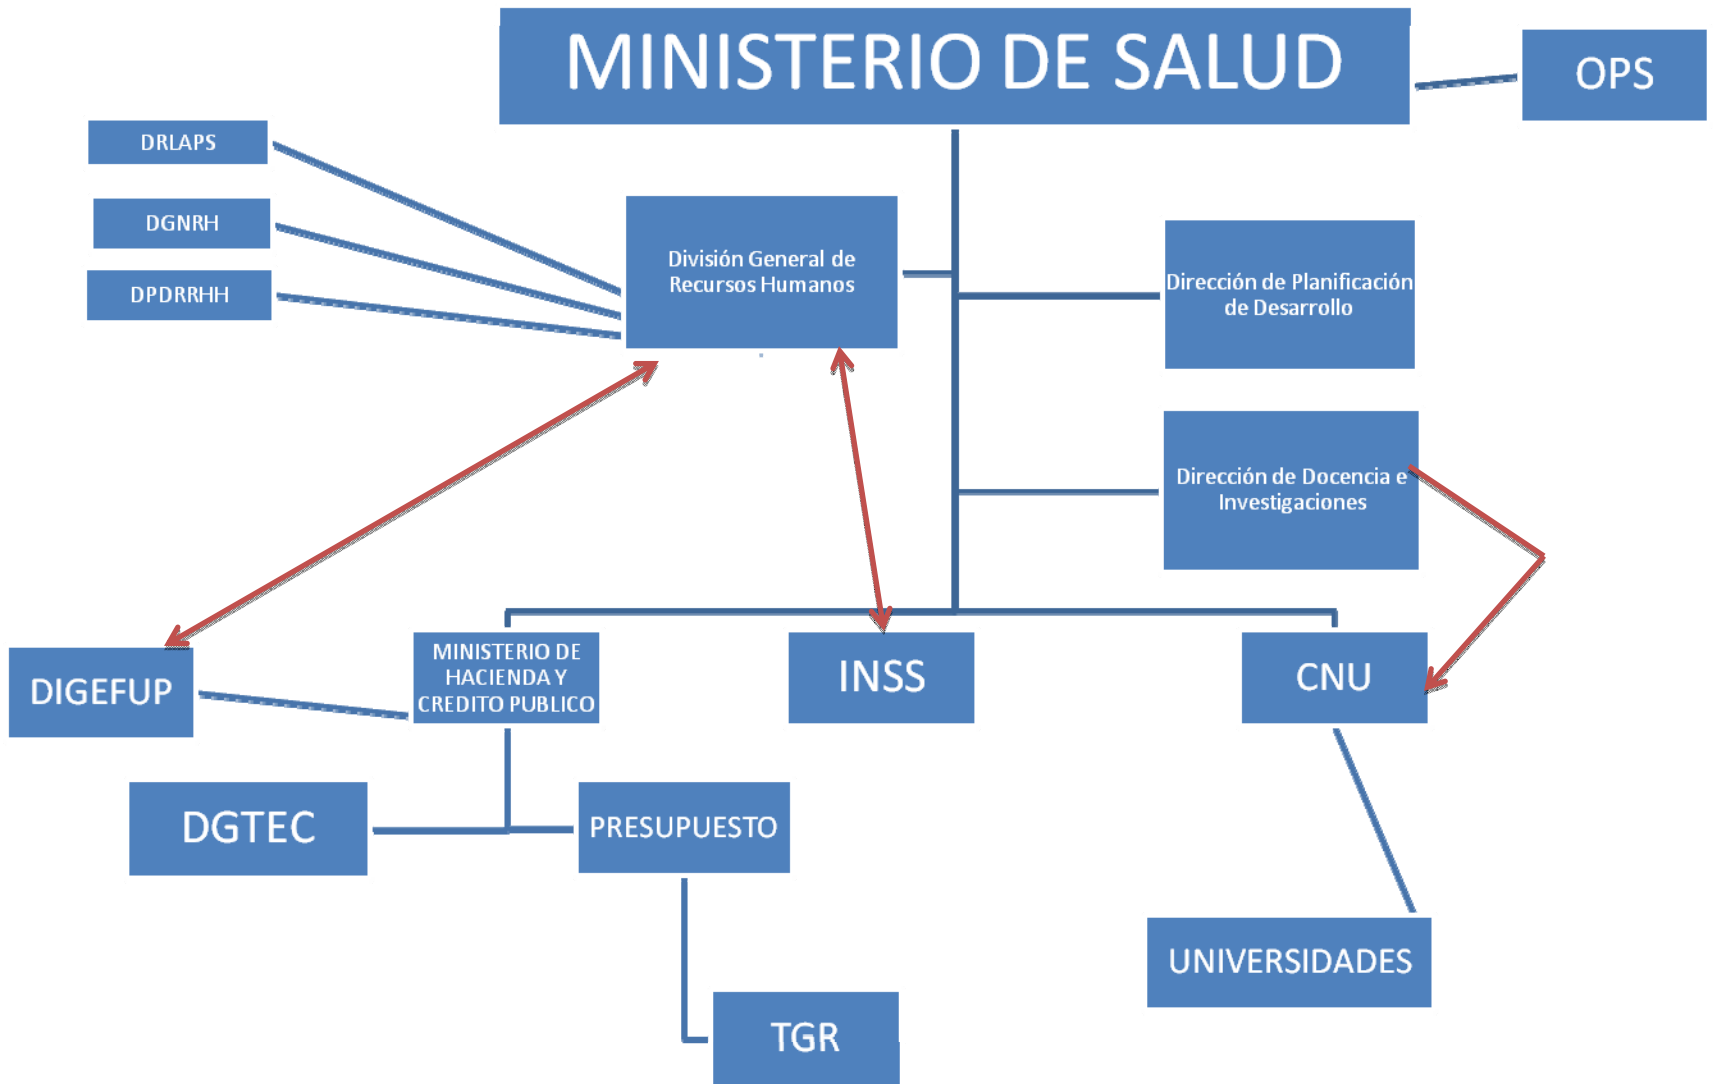 MINISTERIO DE SALUD
OPS
DRLAPS
DGNRH
DPDRRHH
División General de
Recursos Humanos
Dirección de Planificación
de Desarrollo
Dirección de Docencia e
Investigaciones
DIGEFUP
MINISTERIO DE
HACIENDA Y
CREDITO PUBLICO
INSS
CNU
DGTEC
PRESUPUESTO
UNIVERSIDADES
TGR